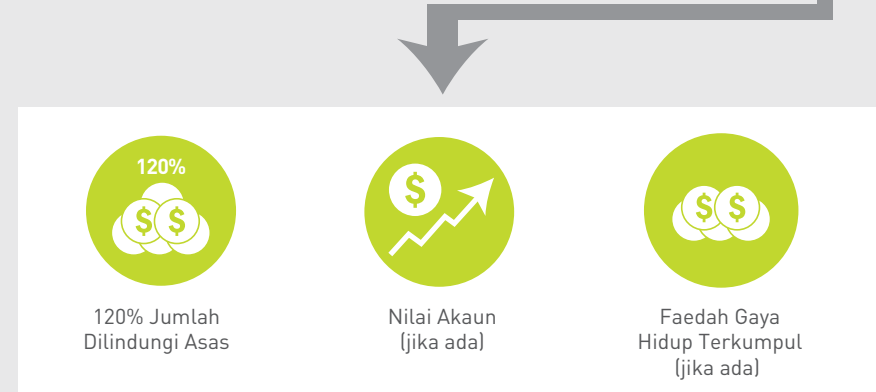 120%
$ $
$
$ $
120% Jumlah
Dilindungi Asas
Nilai Akaun
(jika ada)
Faedah Gaya
Hidup Terkumpul
(jika ada)